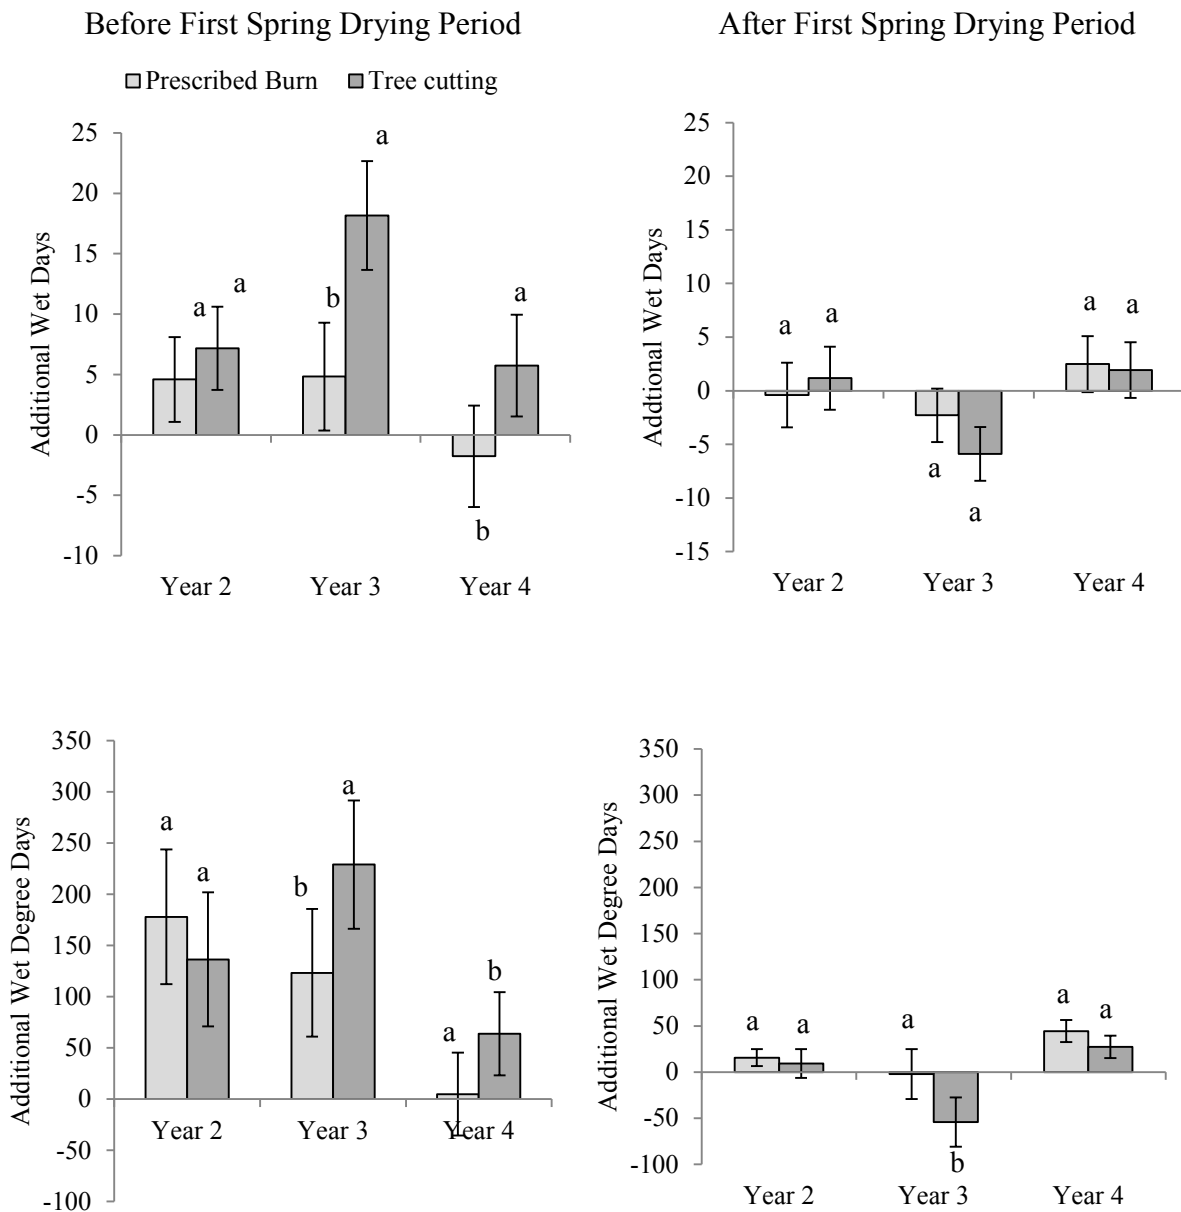 Before First Spring Drying Period
After First Spring Drying Period
Prescribed Burn Tree cutting
Additional Wet Days
25
20
15
10
5
0
-5
-10
a
a
b
a
b
a
Year 2 Year 3 Year 4
Addtional Wet Days
25
20
15
10
5
0
-5
-10
-15
a
a
a
a
a
a
Year 2 Year 3 Year 4
Additional Wet Degree Days
350
300
250
200
150
100
50
0
-50
-100
a
a
b
a
a
b
Year 2 Year 3 Year 4
Additional Wet Degree Days
350
300
250
200
150
100
50
0
-50
-100
a
a
a
b
a
a
Year 2 Year 3 Year 4